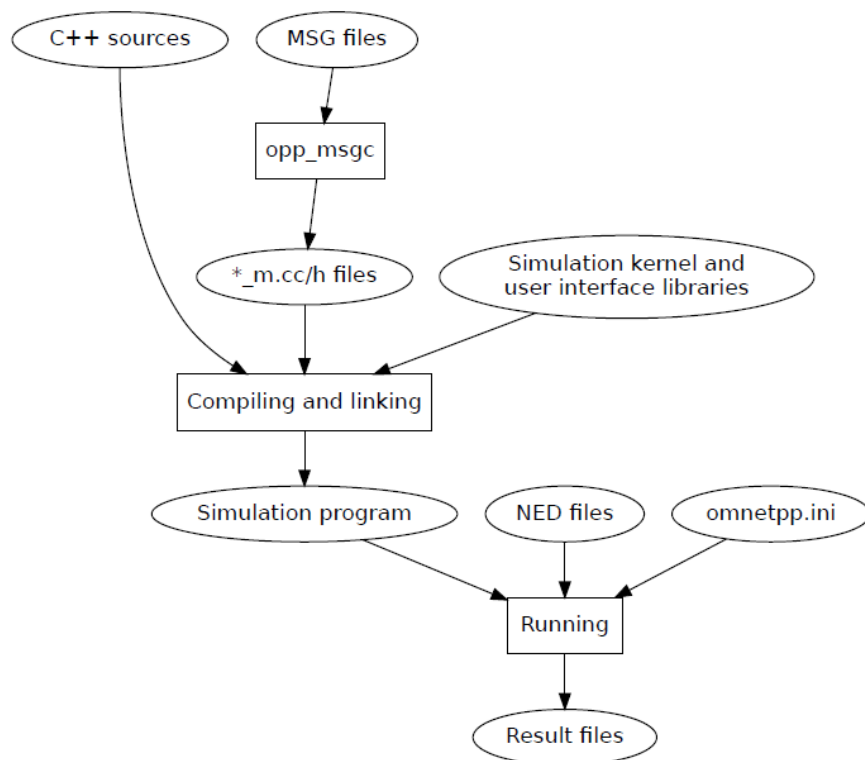 C++ sources
MSG files
opp_msgc
*_m.cc/h files
Simulation kernel and
user interface libraries
Compiling and linking
Simulation program
NED files
omnetpp.ini
Running
Result files